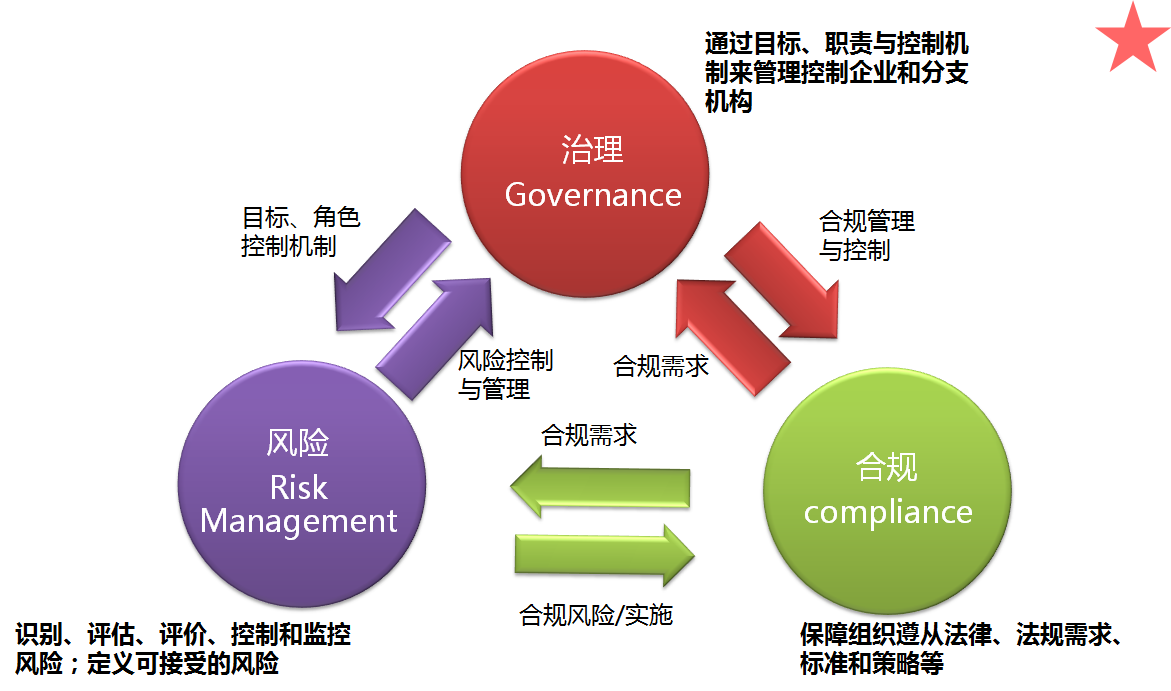 通过目标、职责与控制机
制来管理控制企业和分支
机构
治理
Governance
目标、角色
控制机制
合规管理
与控制
风险控制
与管理
合规需求
合规需求
风险
Risk
Management
合规
compliance
合规风险/实施
识别、评估、评价、控制和监控
风险；定义可接受的风险
保障组织遵从法律、法规需求、
标准和策略等